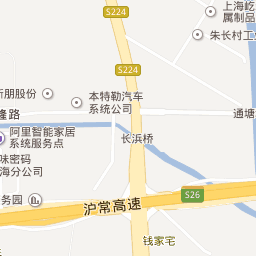 上海屹
属制品
S224
朱长村工
S224
新朋股份
本特勒汽车
系统公司
隆路
通塘
阿里智能家居
系统服务点
长浜桥
味密码
海分公司
S26
务园
沪常高速
钱家宅